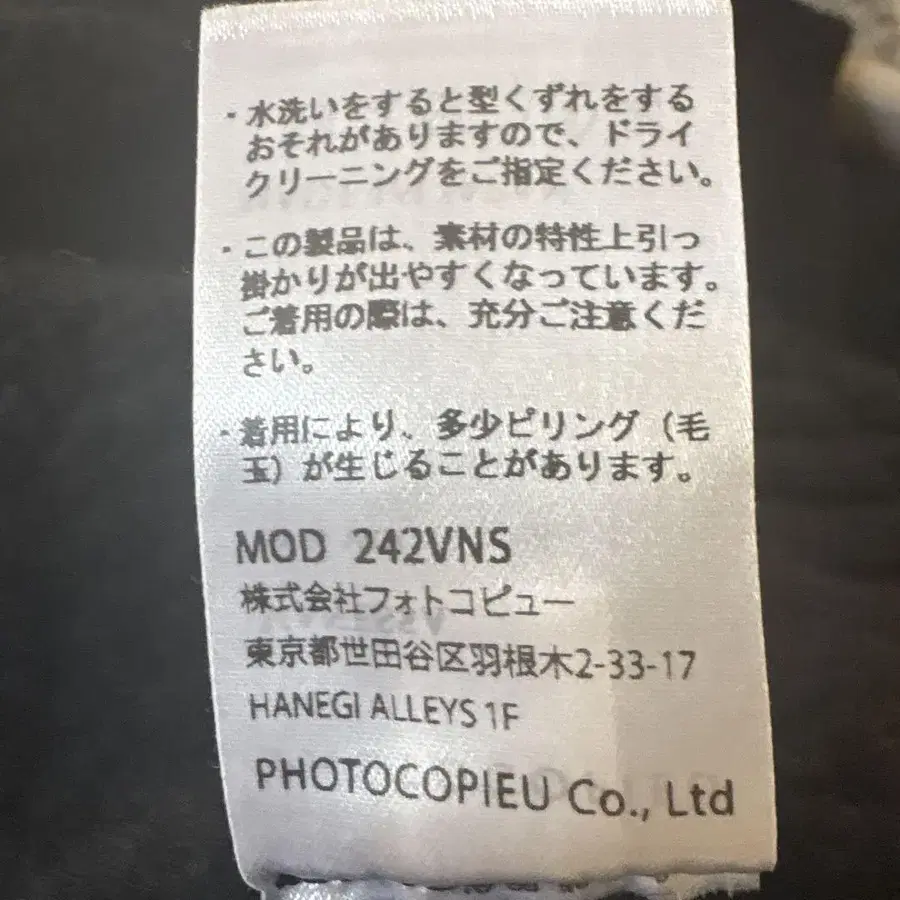 ・水洗いをすると型くずれをする
おそれがありますので、ドライ
クリーニングをご指定ください。
・この製品は、素材の特性上引っ
掛かりが出やすくなっています。
ご着用の際は、充分ご注意くだ
さい。
・着用により、多少ピリング（毛
玉）が生じることがあります。
MOD 242VNS
株式会社フォトコピュー
東京都世田谷区羽根木2-33-17
HANEGI ALLEYS 1F
PHOTOCOPIEU Co., Ltd